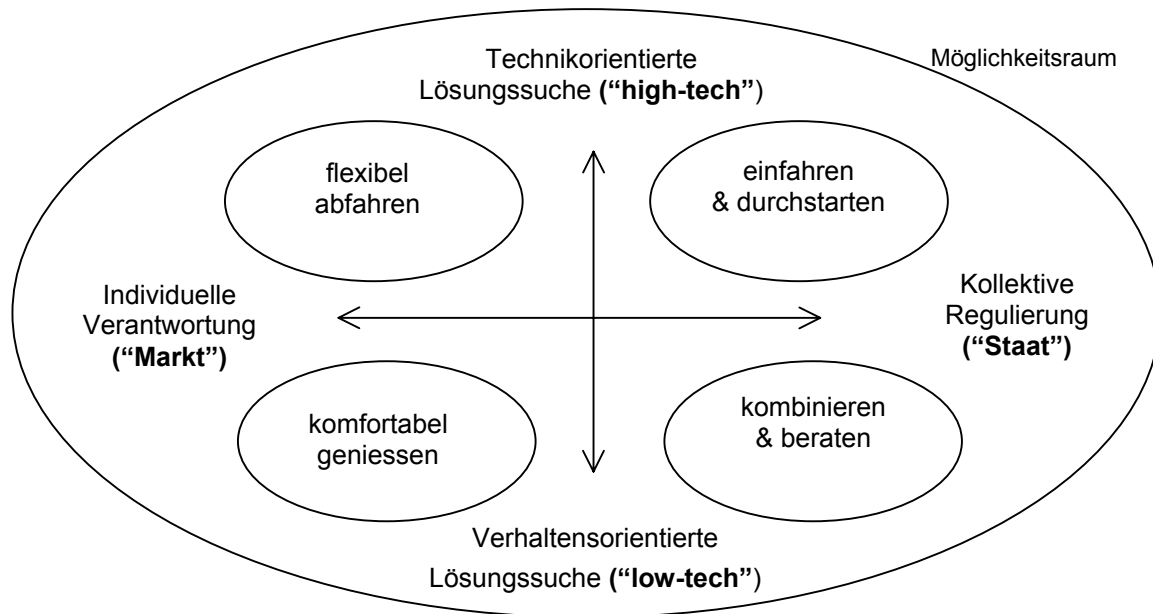 Technikorientierte
Lösungssuche (“high-tech”)
Möglichkeitsraum
flexibel
abfahren
einfahren
& durchstarten
Individuelle
Verantwortung
(“Markt”)
Kollektive
Regulierung
(“Staat”)
komfortabel
geniessen
kombinieren
& beraten
Verhaltensorientierte
Lösungssuche (“low-tech”)